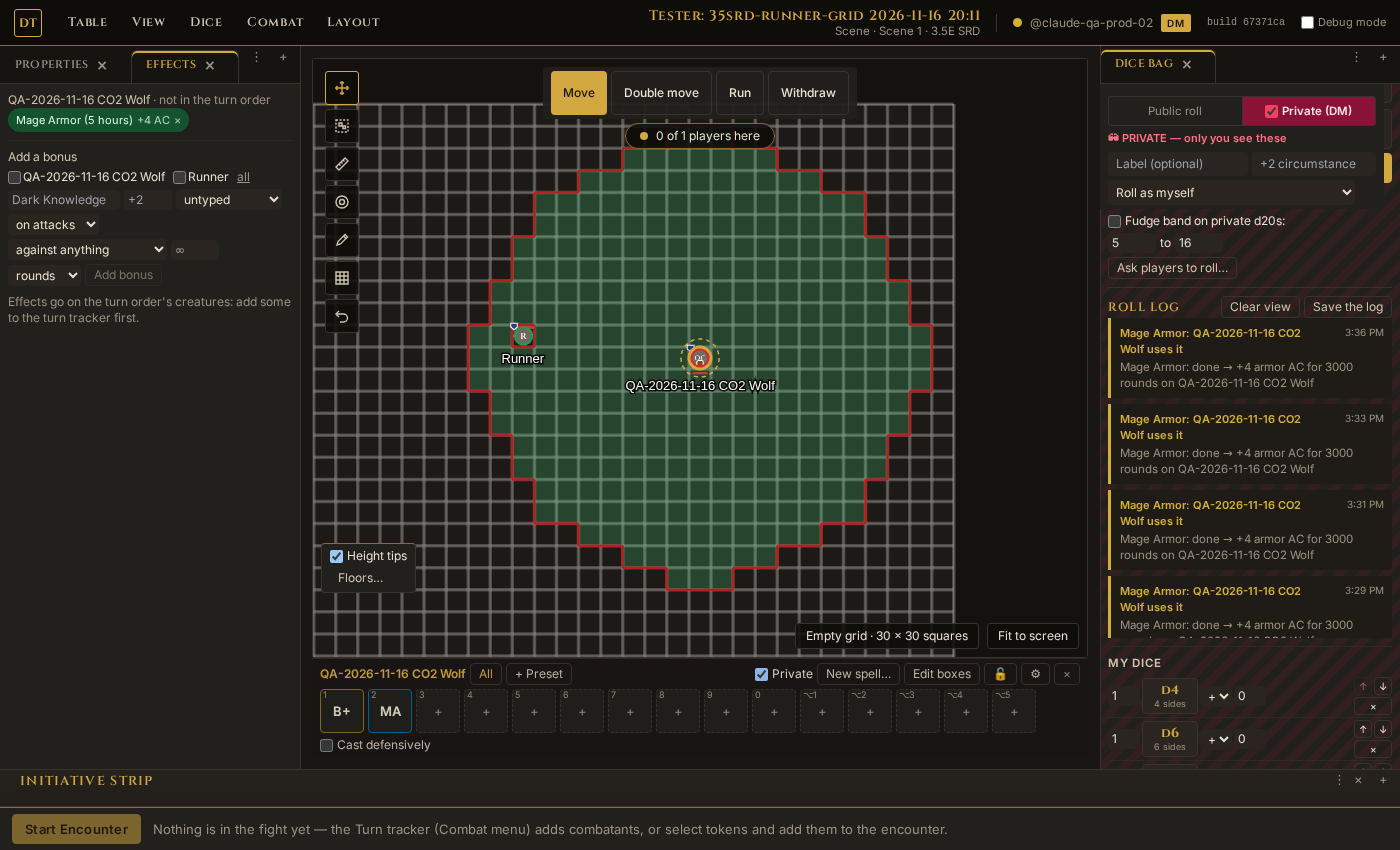 DT
TABLE
VIEW
DICE
COMBAT
LAYOUT
TESTER: 35SRD-RUNNER-GRID 2026-11-16 20:11
Scene · Scene 1 · 3.5E SRD
@claude-qa-prod-02
DM
build 67371ca
Debug mode
PROPERTIES ×
EFFECTS ×
⋮ +
QA-2026-11-16 CO2 Wolf · not in the turn order
Mage Armor (5 hours) +4 AC ×
Add a bonus
QA-2026-11-16 CO2 Wolf Runner all
Dark Knowledge +2 untyped
on attacks
against anything ∞
rounds Add bonus
Effects go on the turn order's creatures: add some
to the turn tracker first.
Move
Double move
Run
Withdraw
0 of 1 players here
R
Runner
QA-2026-11-16 CO2 Wolf
Height tips
Floors...
Empty grid · 30 × 30 squares
Fit to screen
QA-2026-11-16 CO2 Wolf
All
+ Preset
Private
New spell...
Edit boxes
×
1 2 3 4 5 6 7 8 9 0 ⌥1 ⌥2 ⌥3 ⌥4 ⌥5
B+ MA + + + + + + + + + + + + +
Cast defensively
DICE BAG ×
⋮ +
Public roll
Private (DM)
PRIVATE — only you see these
Label (optional)
+2 circumstance
Roll as myself
Fudge band on private d20s:
5 to 16
Ask players to roll...
ROLL LOG
Clear view
Save the log
Mage Armor: QA-2026-11-16 CO2 3:36 PM
Wolf uses it
Mage Armor: done → +4 armor AC for 3000
rounds on QA-2026-11-16 CO2 Wolf
Mage Armor: QA-2026-11-16 CO2 3:33 PM
Wolf uses it
Mage Armor: done → +4 armor AC for 3000
rounds on QA-2026-11-16 CO2 Wolf
Mage Armor: QA-2026-11-16 CO2 3:31 PM
Wolf uses it
Mage Armor: done → +4 armor AC for 3000
rounds on QA-2026-11-16 CO2 Wolf
Mage Armor: QA-2026-11-16 CO2 3:29 PM
Wolf uses it
Mage Armor: done → +4 armor AC for 3000
MY DICE
1 D4 + 0 ↑ ↓
4 sides ×
1 D6 + 0 ↑ ↓
6 sides ×
INITIATIVE STRIP
⋮ × +
Start Encounter
Nothing is in the fight yet — the Turn tracker (Combat menu) adds combatants, or select tokens and add them to the encounter.